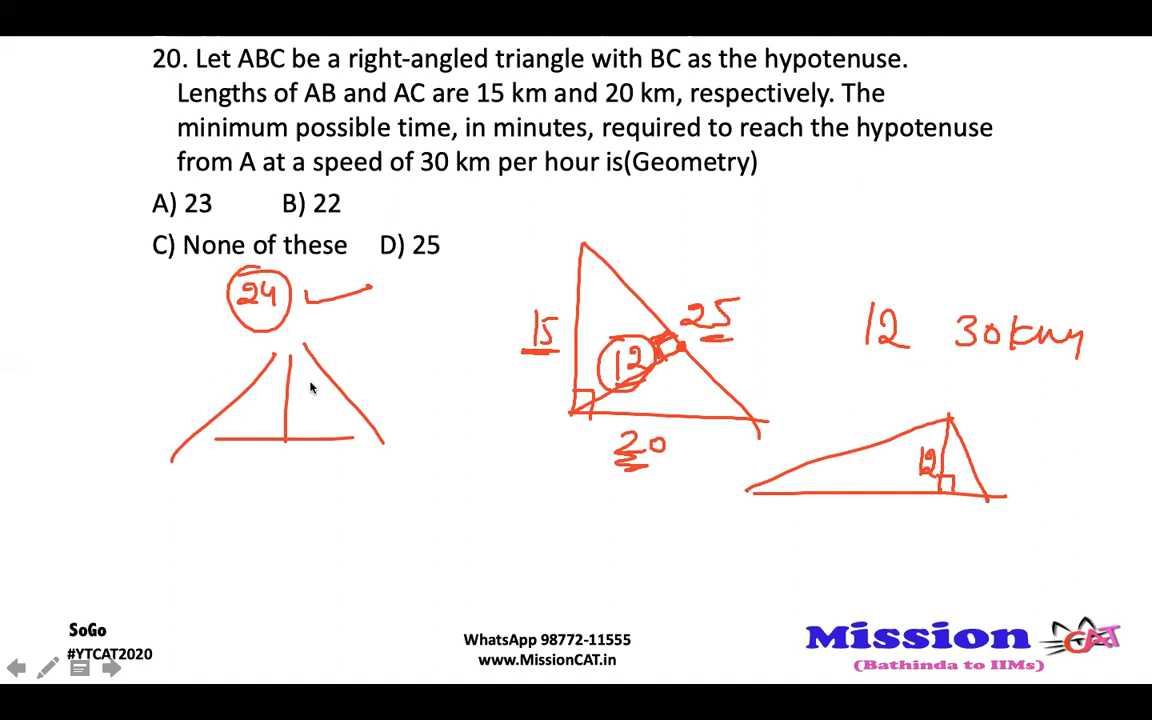 20. Let ABC be a right-angled triangle with BC as the hypotenuse.
Lengths of AB and AC are 15 km and 20 km, respectively. The
minimum possible time, in minutes, required to reach the hypotenuse
from A at a speed of 30 km per hour is(Geometry)
A) 23 B) 22
C) None of these D) 25
24
15
12
25
20
12 30
12
SoGo
#YTCAT2020
WhatsApp 98772-11555
www.MissionCAT.in
Mission CAT
(Bathinda to IIMs)